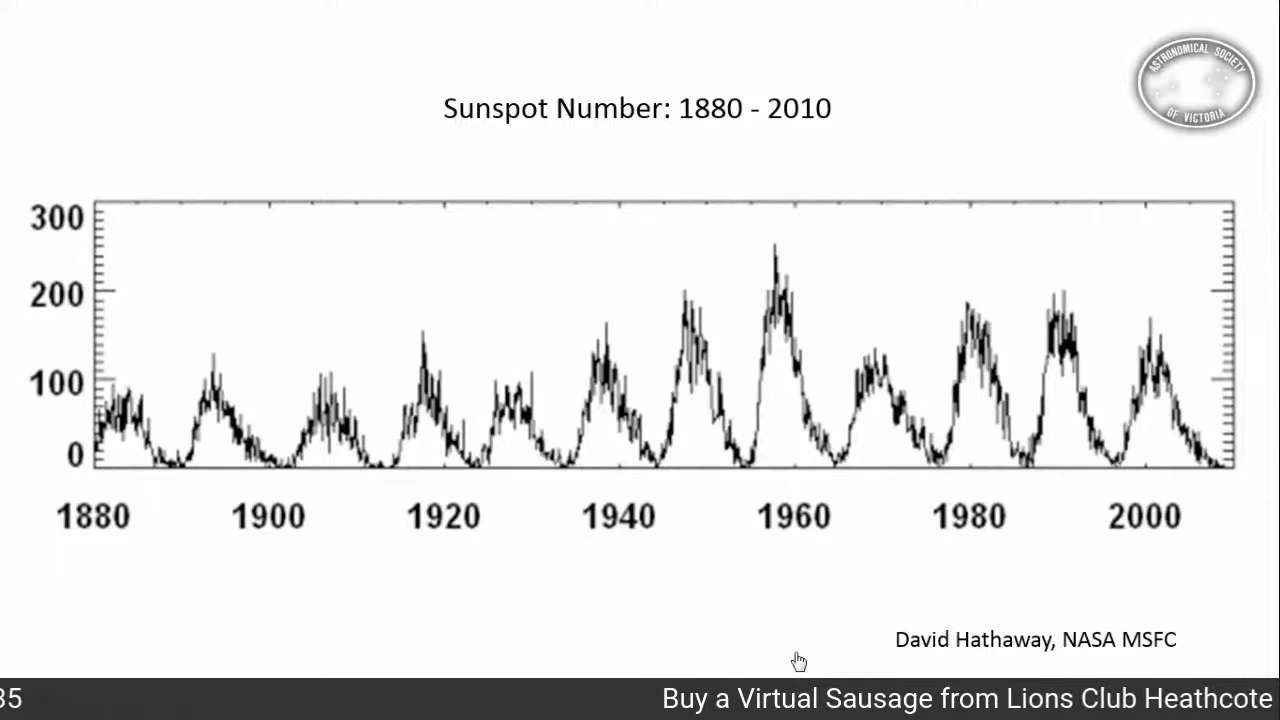 ASTRONOMICAL SOCIETY
OF VICTORIA
Sunspot Number: 1880 - 2010
300
200
100
0
1880 1900 1920 1940 1960 1980 2000
David Hathaway, NASA MSFC
35 Buy a Virtual Sausage from Lions Club Heathcote